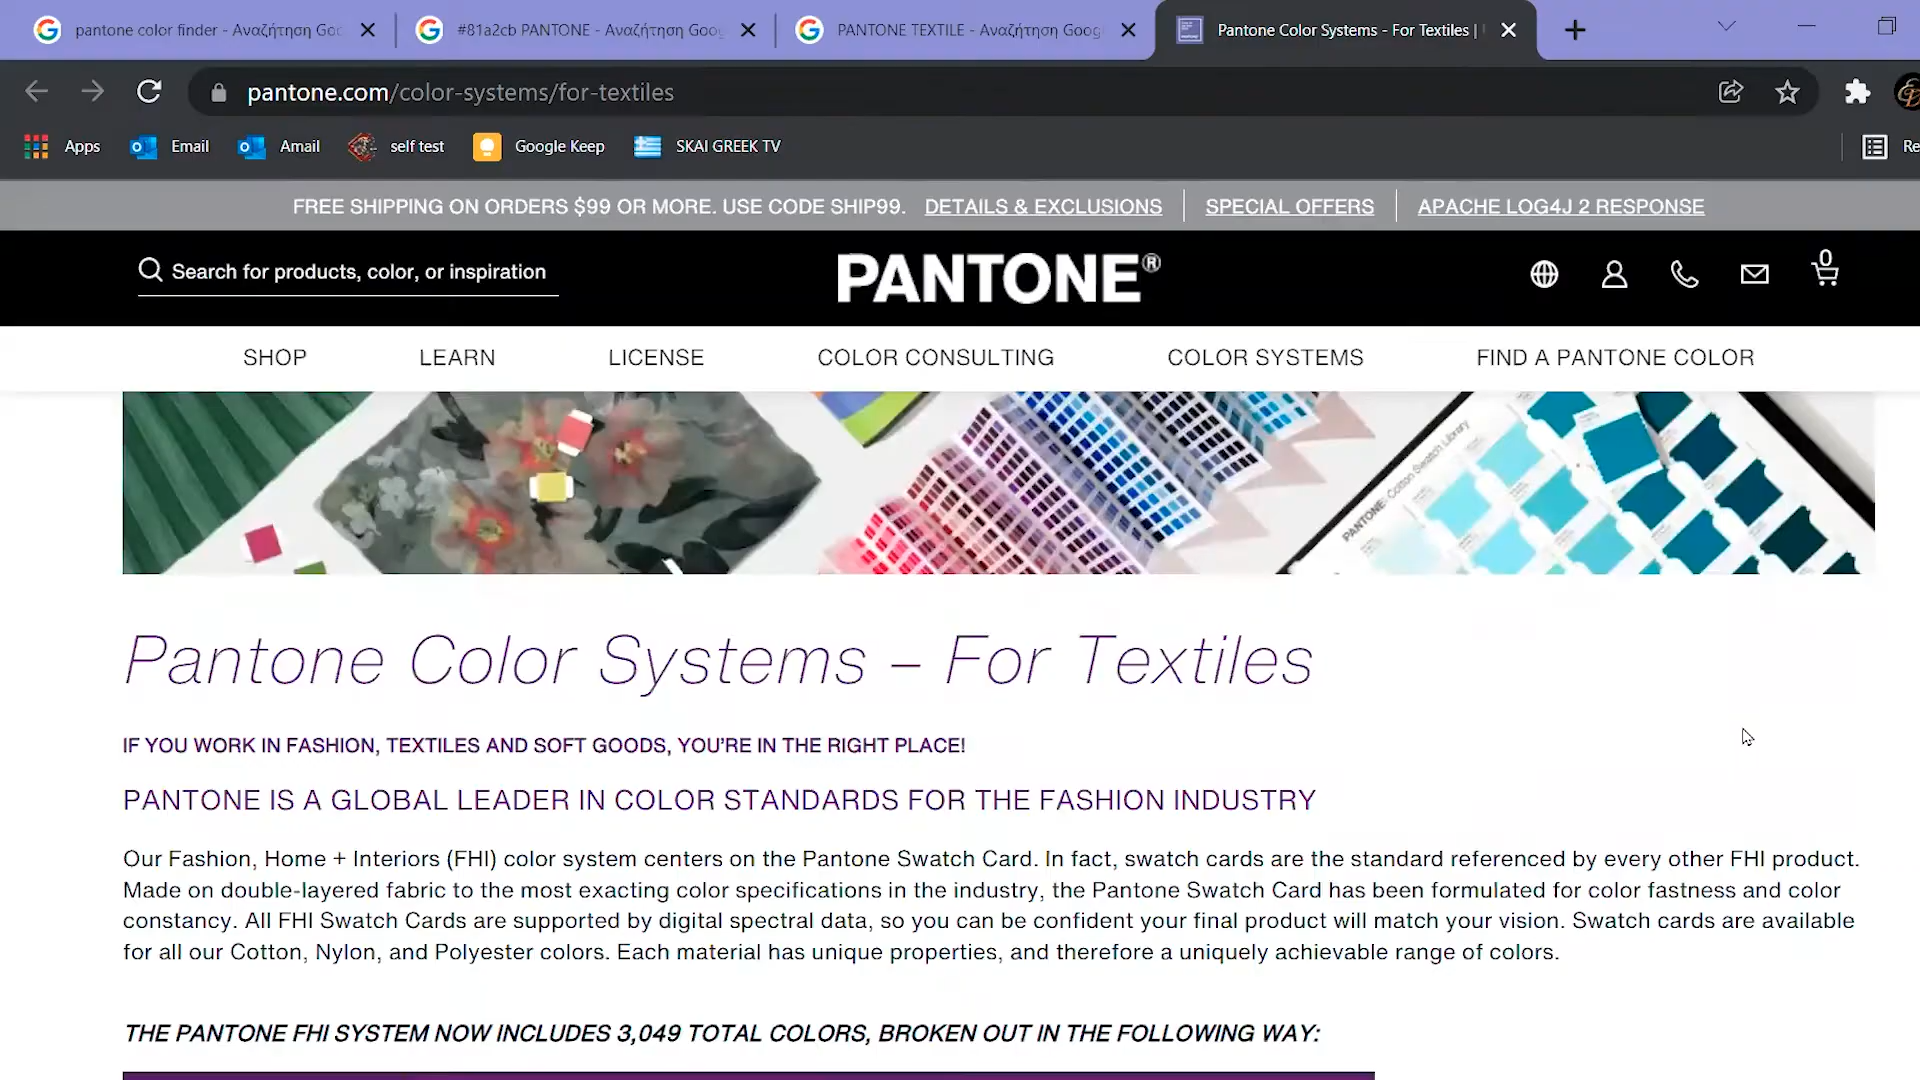 pantone color finder - Αναζήτηση Goo
#81a2cb PANTONE - Αναζήτηση Goog
PANTONE TEXTILE - Αναζήτηση Goog
Pantone Color Systems - For Textiles |
pantone.com/color-systems/for-textiles
Apps
Email
Amail
self test
Google Keep
SKAI GREEK TV
Re
FREE SHIPPING ON ORDERS $99 OR MORE. USE CODE SHIP99. DETAILS & EXCLUSIONS SPECIAL OFFERS APACHE LOG4J 2 RESPONSE
Search for products, color, or inspiration
PANTONE®
0
SHOP LEARN LICENSE COLOR CONSULTING COLOR SYSTEMS FIND A PANTONE COLOR
PANTONE® Cotton Swatch Library
Pantone Color Systems – For Textiles
IF YOU WORK IN FASHION, TEXTILES AND SOFT GOODS, YOU’RE IN THE RIGHT PLACE!
PANTONE IS A GLOBAL LEADER IN COLOR STANDARDS FOR THE FASHION INDUSTRY
Our Fashion, Home + Interiors (FHI) color system centers on the Pantone Swatch Card. In fact, swatch cards are the standard referenced by every other FHI product.
Made on double-layered fabric to the most exacting color specifications in the industry, the Pantone Swatch Card has been formulated for color fastness and color
constancy. All FHI Swatch Cards are supported by digital spectral data, so you can be confident your final product will match your vision. Swatch cards are available
for all our Cotton, Nylon, and Polyester colors. Each material has unique properties, and therefore a uniquely achievable range of colors.
THE PANTONE FHI SYSTEM NOW INCLUDES 3,049 TOTAL COLORS, BROKEN OUT IN THE FOLLOWING WAY: